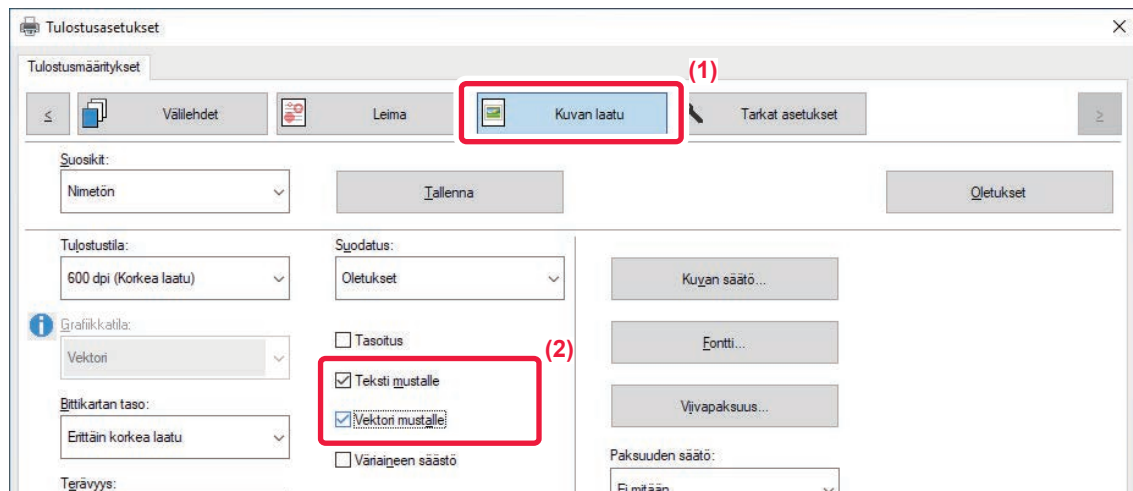 Tulostusasetukset
Tulostusmääritykset
(1)
<
Välilehdet
Leima
Kuvan laatu
Tarkat asetukset
>
Suosikit:
Nimetön
Tallenna
Oletukset
Tulostustila:
600 dpi (Korkea laatu)
Suodatus:
Oletukset
Kuvan säätö...
Grafiikkatila:
Vektori
Tasoitus
(2)
Fontti...
Teksti mustalle
Bittikartan taso:
Erittäin korkea laatu
Vektori mustalle
Viivapaksuus...
Väriaineen säästö
Paksuuden säätö:
Ei mitään
Terävyys: